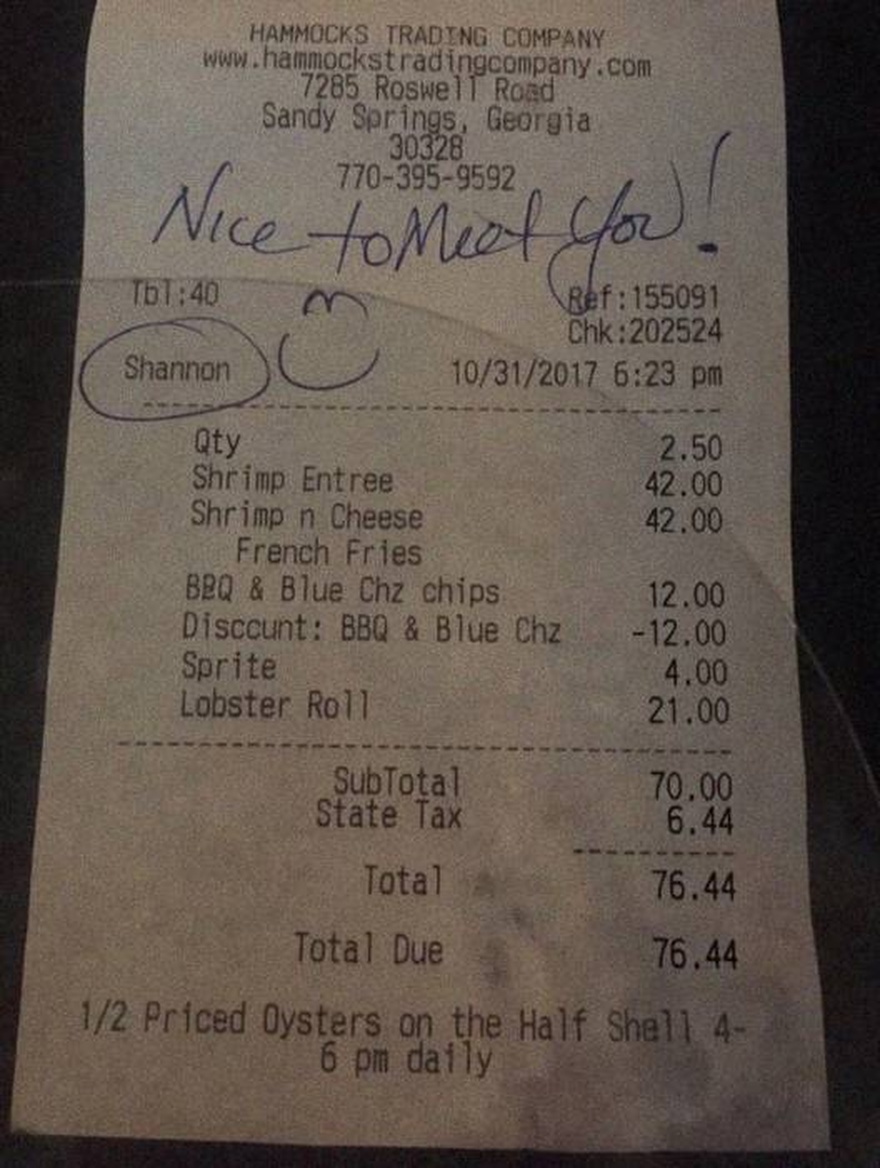 HAMMOCKS TRADING COMPANY
www.hammockstradingcompany.com
7285 Roswell Road
Sandy Springs, Georgia
30328
770-395-9592
Nice to Meet You!
Tbl:40 Ref:155091
Chk:202524
Shannon 10/31/2017 6:23 pm
Qty 2.50
Shrimp Entree 42.00
Shrimp n Cheese 42.00
French Fries
BBQ & Blue Chz chips 12.00
Disccunt: BBQ & Blue Chz -12.00
Sprite 4.00
Lobster Roll 21.00
SubTotal 70.00
State Tax 6.44
Total 76.44
Total Due 76.44
1/2 Priced Oysters on the Half Shell 4-
6 pm daily